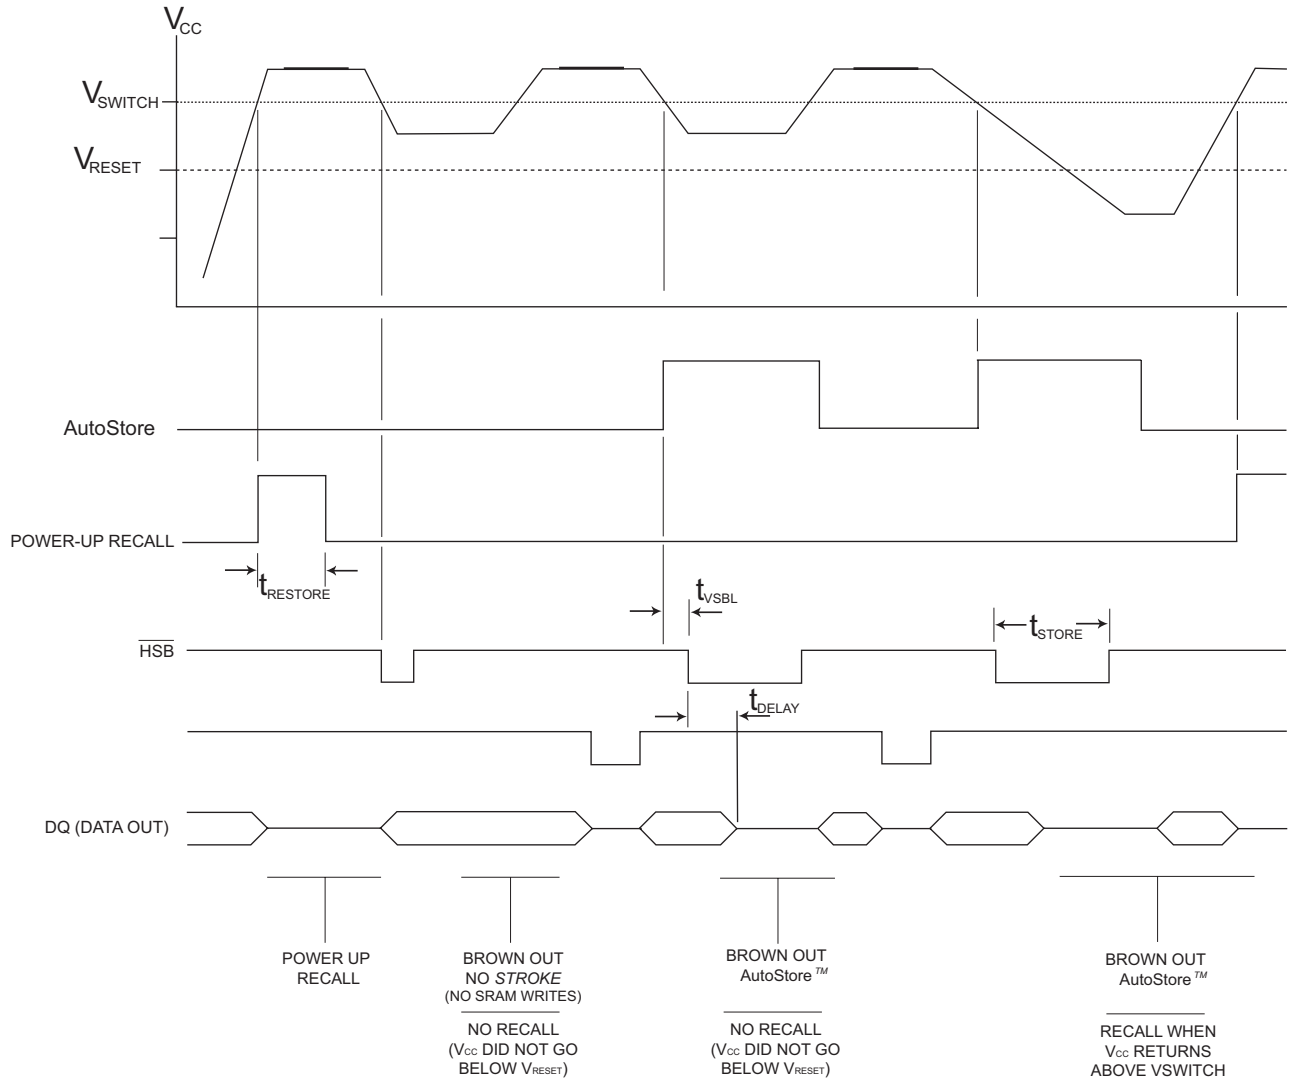 VCC
VSWITCH
VRESET
AutoStore
POWER-UP RECALL
tRESTORE
tVSBL
tSTORE
HSB
tDELAY
DQ (DATA OUT)
POWER UP
RECALL
BROWN OUT
NO STROKE
(NO SRAM WRITES)
NO RECALL
(VCC DID NOT GO
BELOW VRESET)
BROWN OUT
AutoStore™
NO RECALL
(VCC DID NOT GO
BELOW VRESET)
BROWN OUT
AutoStore™
RECALL WHEN
VCC RETURNS
ABOVE VSWITCH